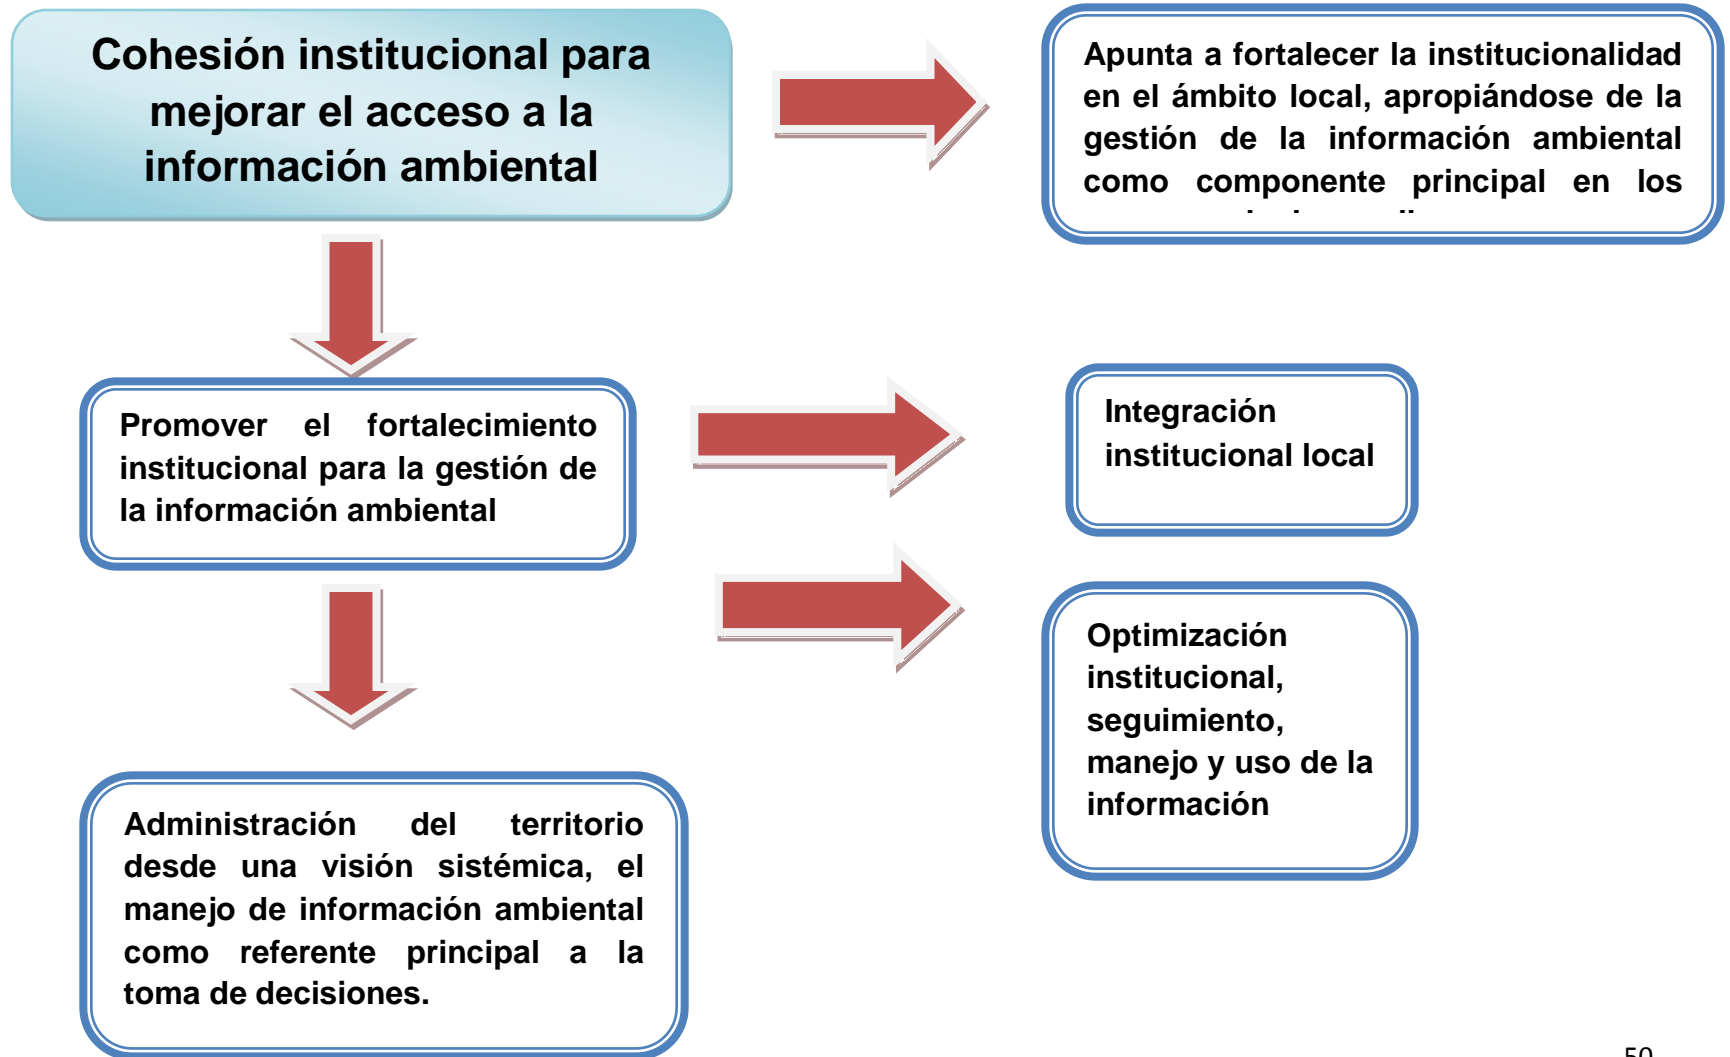 Cohesión institucional para
mejorar el acceso a la
información ambiental
Apunta a fortalecer la institucionalidad
en el ámbito local, apropiándose de la
gestión de la información ambiental
como componente principal en los
Promover el fortalecimiento
institucional para la gestión de
la información ambiental
Integración
institucional local
Optimización
institucional,
seguimiento,
manejo y uso de la
información
Administración del territorio
desde una visión sistémica, el
manejo de información ambiental
como referente principal a la
toma de decisiones.
50